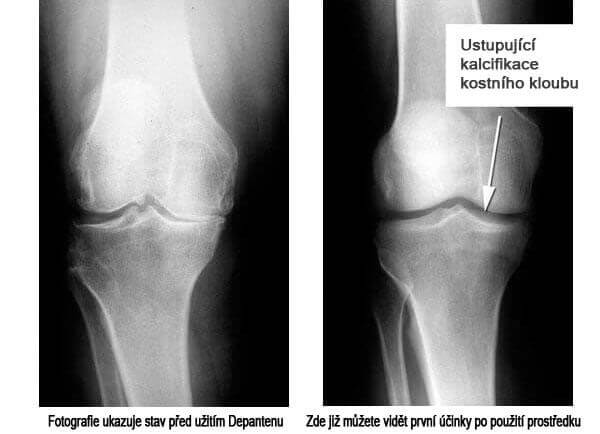 Ustupující
kalcifikace
kostního kloubu
Fotografie ukazuje stav před užitím Depantenu
Zde již můžete vidět první účinky po použití prostředku